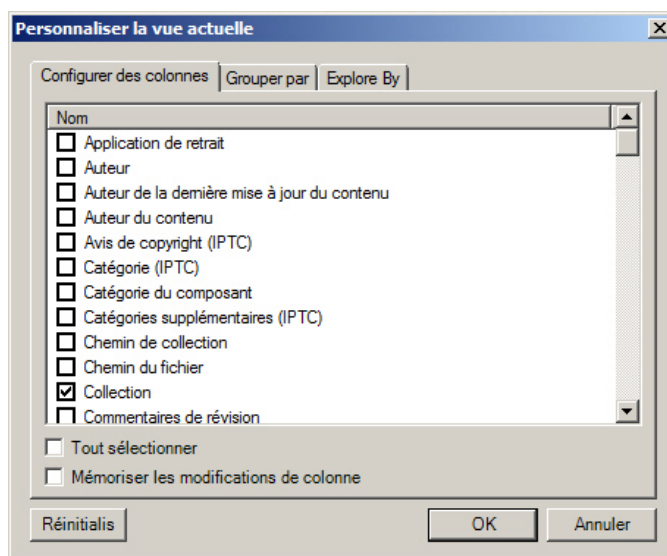 Personnaliser la vue actuelle
Configurer des colonnes Grouper par Explore By
Nom
Application de retrait
Auteur
Auteur de la dernière mise à jour du contenu
Auteur du contenu
Avis de copyright (IPTC)
Catégorie (IPTC)
Catégorie du composant
Catégories supplémentaires (IPTC)
Chemin de collection
Chemin du fichier
Collection
Commentaires de révision
Tout sélectionner
Mémoriser les modifications de colonne
Réinitialis OK Annuler